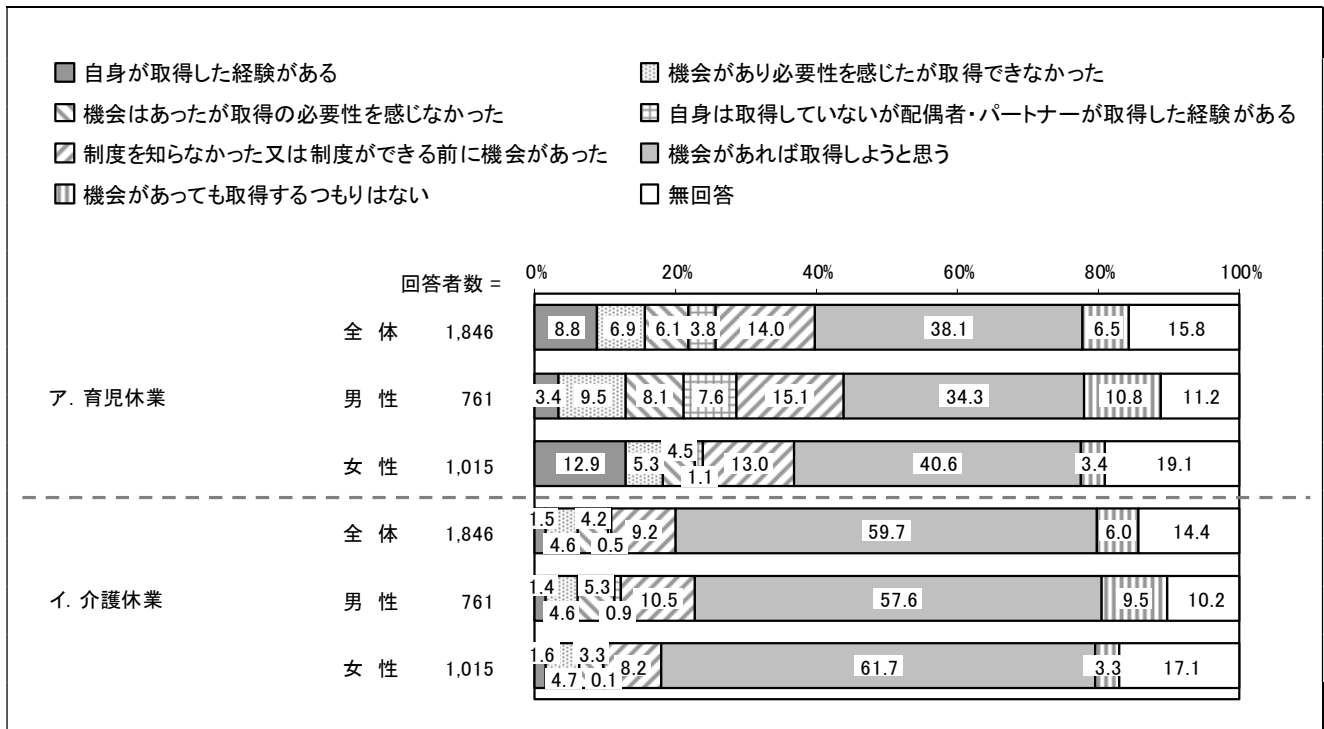 自身が取得した経験がある 機会があり必要性を感じたが取得できなかった
機会はあったが取得の必要性を感じなかった 自身は取得していないが配偶者・パートナーが取得した経験がある
制度を知らなかった又は制度ができる前に機会があった 機会があれば取得しようと思う
機会があっても取得するつもりはない 無回答
回答者数 = 0% 20% 40% 60% 80% 100%
全 体 1,846 8.8 6.9 6.1 3.8 14.0 38.1 6.5 15.8
ア. 育児休業 男 性 761 3.4 9.5 8.1 7.6 15.1 34.3 10.8 11.2
女 性 1,015 12.9 5.3 4.5 1.1 13.0 40.6 3.4 19.1
全 体 1,846 1.5 4.6 4.2 0.5 9.2 59.7 6.0 14.4
イ. 介護休業 男 性 761 1.4 4.6 5.3 0.9 10.5 57.6 9.5 10.2
女 性 1,015 1.6 4.7 3.3 0.1 8.2 61.7 3.3 17.1